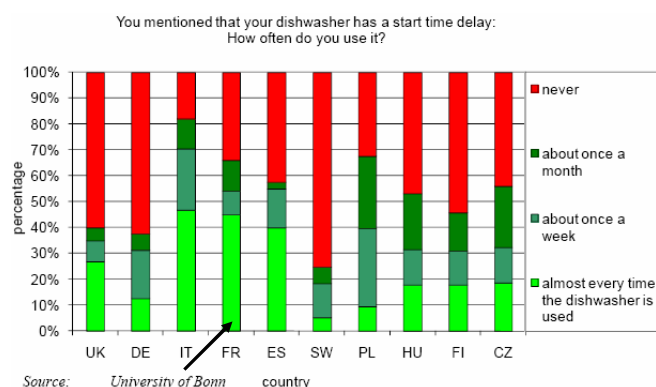 You mentioned that your dishwasher has a start time delay:
How often do you use it?
percentage
100%
90%
80%
70%
60%
50%
40%
30%
20%
10%
0%
UK DE IT FR ES SW PL HU FI CZ
never
about once a
month
about once a
week
almost every time
the dishwasher is
used
Source: University of Bonn country